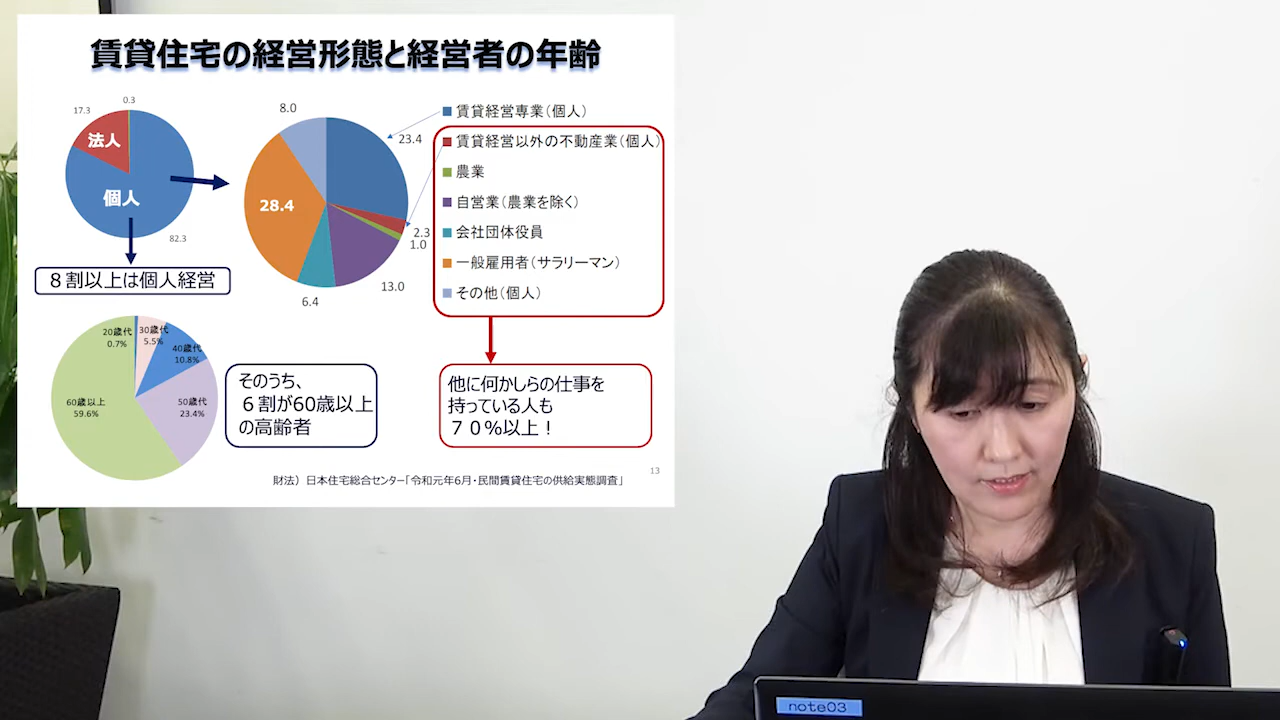 賃貸住宅の経営形態と経営者の年齢
0.3
17.3
法人
個人
82.3
8割以上は個人経営
8.0
23.4
28.4
2.3
1.0
13.0
6.4
賃貸経営専業(個人)
賃貸経営以外の不動産業(個人)
農業
自営業(農業を除く)
会社団体役員
一般雇用者(サラリーマン)
その他(個人)
20歳代
0.7%
30歳代
5.5%
40歳代
10.8%
50歳代
23.4%
60歳以上
59.6%
そのうち、
6割が60歳以上
の高齢者
他に何かしらの仕事を
持っている人も
70%以上!
財法)日本住宅総合センター「令和元年6月・民間賃貸住宅の供給実態調査」
13
note03